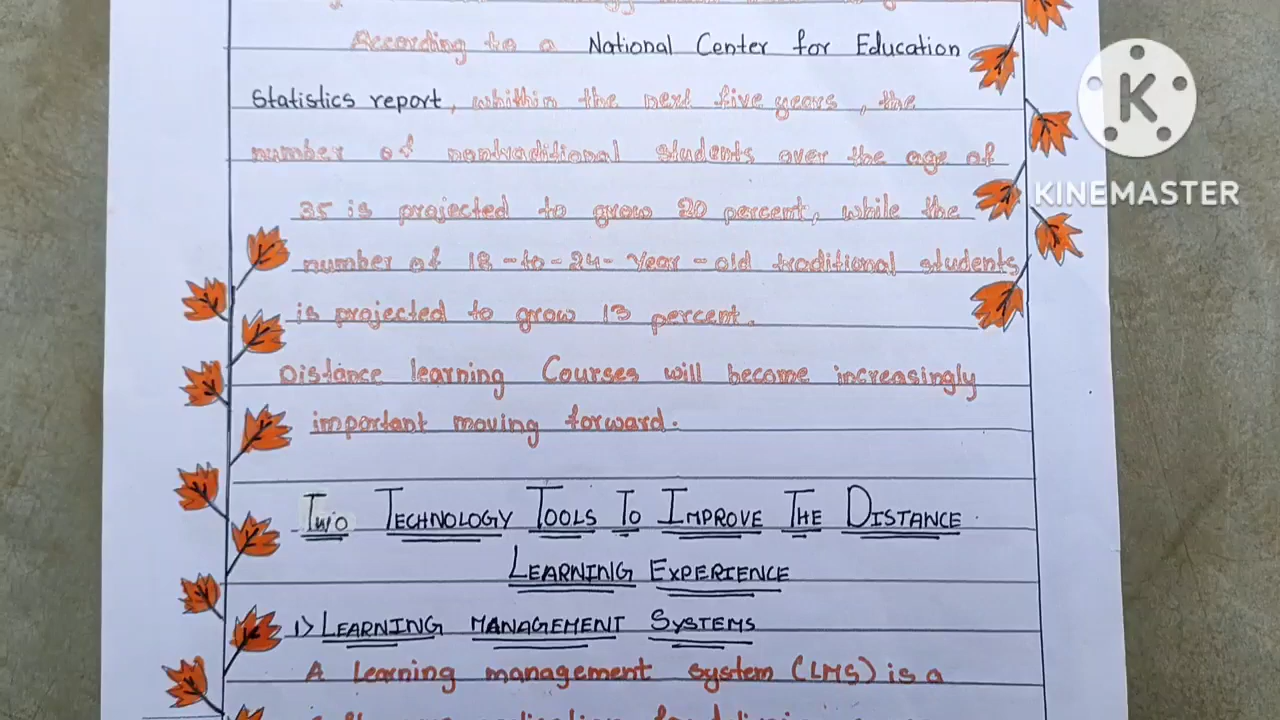 According to a National Center for Education
Statistics report, whithin the next five years, the
number of nontraditional students over the age of
35 is projected to grow 20 percent, while the
number of 18-to-24-Year-old traditional students
is projected to grow 13 percent.
Distance learning Courses will become increasingly
important moving forward.
TWO TECHNOLOGY TOOLS TO IMPROVE THE DISTANCE
LEARNING EXPERIENCE
1) LEARNING MANAGEMENT SYSTEMS
A learning management system (LMS) is a
K
KINEMASTER